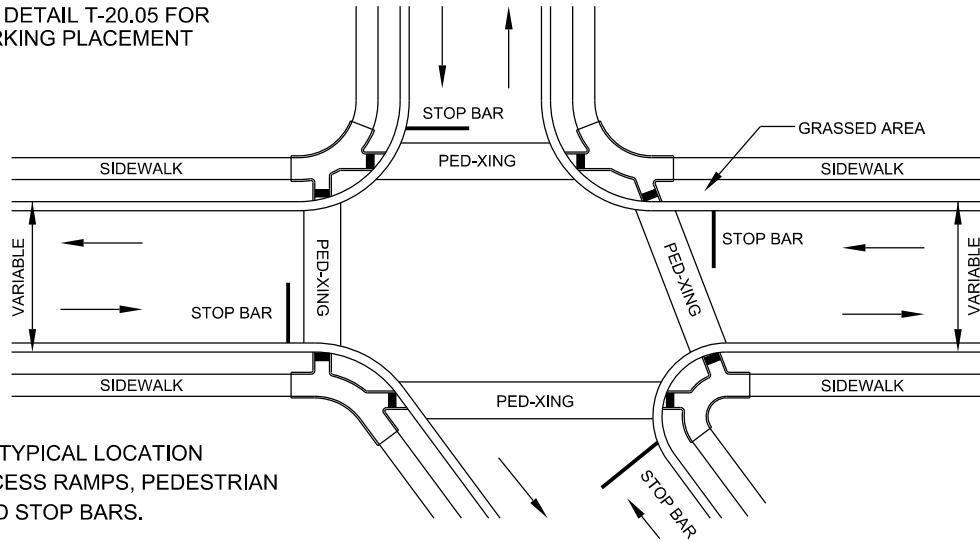 DETAIL T-20.05 FOR
RKING PLACEMENT
STOP BAR
GRASSED AREA
PED-XING
SIDEWALK
SIDEWALK
VARIABLE
PED-XING
STOP BAR
PED-XING
STOP BAR
VARIABLE
SIDEWALK
PED-XING
SIDEWALK
TYPICAL LOCATION
CESS RAMPS, PEDESTRIAN
D STOP BARS.
STOP BAR